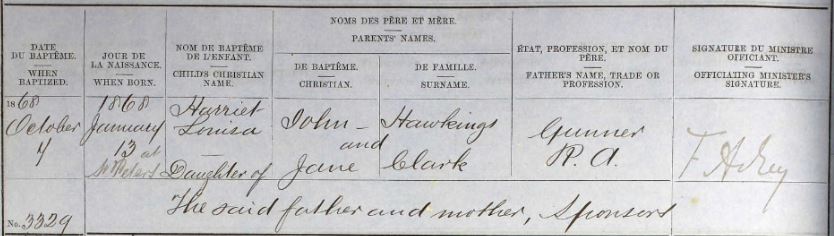 NOMS DES PÈRE ET MÈRE.
PARENTS' NAMES.
DATE
DU BAPTÊME.
WHEN
BAPTIZED.
JOUR DE
LA NAISSANCE.
WHEN BORN.
NOM DE BAPTÊME
DE L'ENFANT.
CHILD'S CHRISTIAN
NAME.
DE BAPTÊME.
CHRISTIAN.
DE FAMILLE.
SURNAME.
ÉTAT, PROFESSION, ET NOM DU
PÈRE.
FATHER'S NAME, TRADE OR
PROFESSION.
SIGNATURE DU MINISTRE
OFFICIANT.
OFFICIATING MINISTER'S
SIGNATURE.
1868
October
4
1868
January
13 at
St Peters
Harriet
Louisa
Daughter of
John –
and
Jane
Hawkings
Clark
Gunner
R. A.
The said father and mother, Sponsors
No. 3329